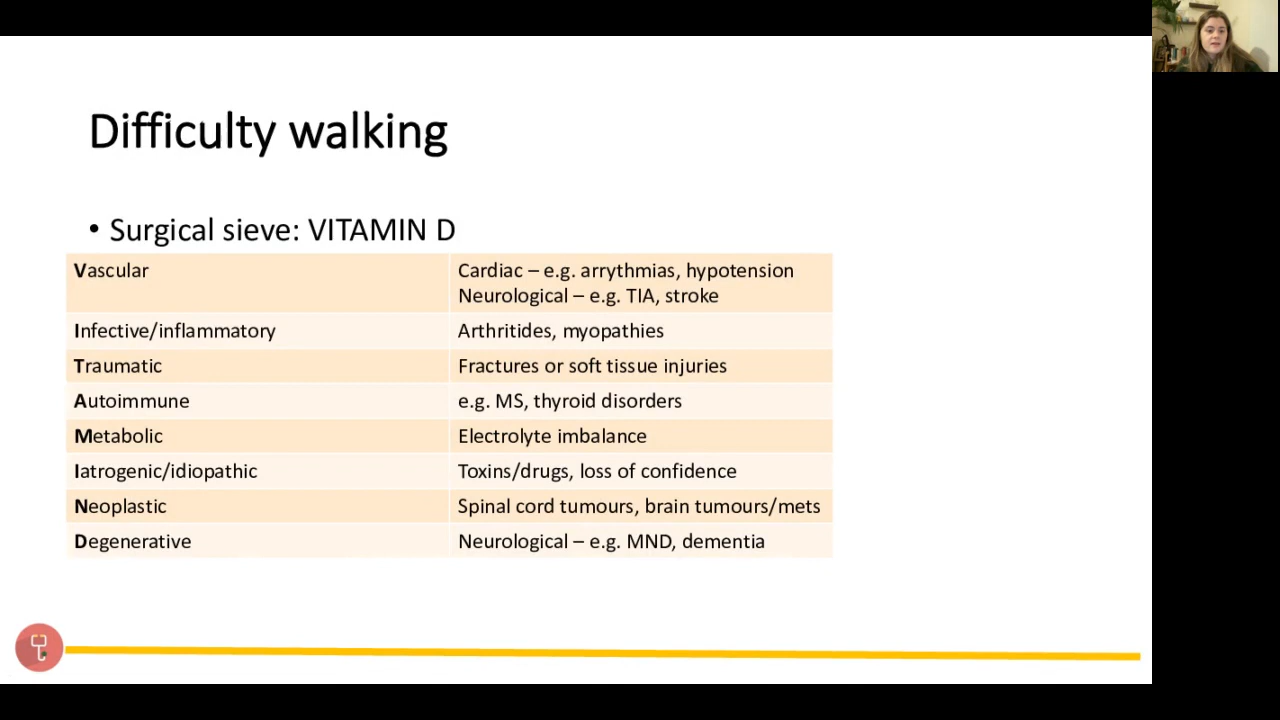 Difficulty walking
• Surgical sieve: VITAMIN D
Vascular
Cardiac – e.g. arrythmias, hypotension
Neurological – e.g. TIA, stroke
Infective/inflammatory
Arthritides, myopathies
Traumatic
Fractures or soft tissue injuries
Autoimmune
e.g. MS, thyroid disorders
Metabolic
Electrolyte imbalance
Iatrogenic/idiopathic
Toxins/drugs, loss of confidence
Neoplastic
Spinal cord tumours, brain tumours/mets
Degenerative
Neurological – e.g. MND, dementia